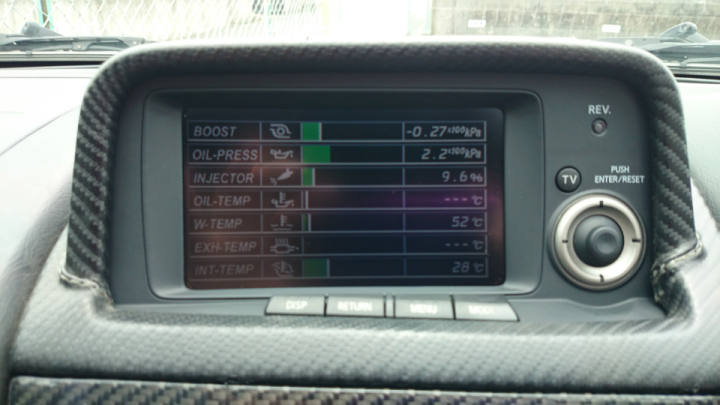 REV.
BOOST -0.27 x100kPa
OIL-PRESS 2.2 x100kPa
INJECTOR 9.6 %
OIL-TEMP --- ℃
W-TEMP 52 ℃
EXH-TEMP --- ℃
INT-TEMP 28 ℃
TV
PUSH
ENTER/RESET
DISP RETURN MENU MODE